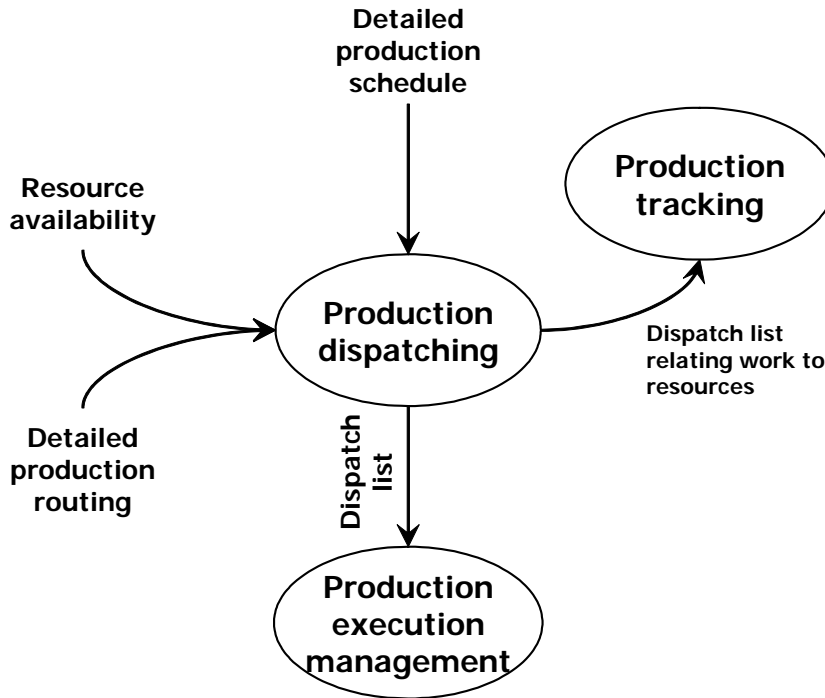 Detailed
production
schedule
Production
tracking
Resource
availability
Production
dispatching
Dispatch list
relating work to
resources
Detailed
production
routing
Dispatch
list
Production
execution
management